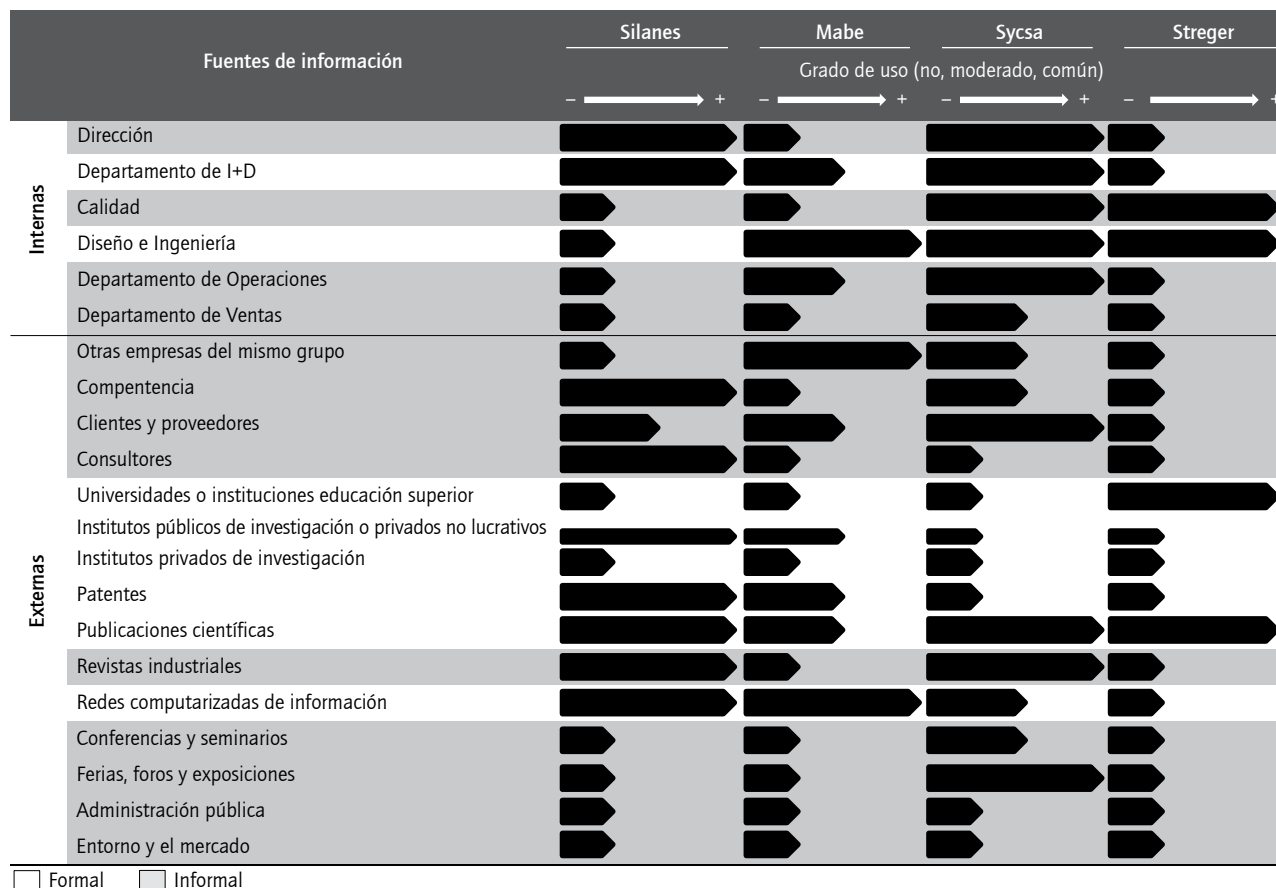 Fuentes de información
Silanes Mabe Sycsa Streger
Grado de uso (no, moderado, común)
– + – + – + – +
Internas
Dirección
Departamento de I+D
Calidad
Diseño e Ingeniería
Departamento de Operaciones
Departamento de Ventas
Externas
Otras empresas del mismo grupo
Compentencia
Clientes y proveedores
Consultores
Universidades o instituciones educación superior
Institutos públicos de investigación o privados no lucrativos
Institutos privados de investigación
Patentes
Publicaciones científicas
Revistas industriales
Redes computarizadas de información
Conferencias y seminarios
Ferias, foros y exposiciones
Administración pública
Entorno y el mercado
Formal Informal